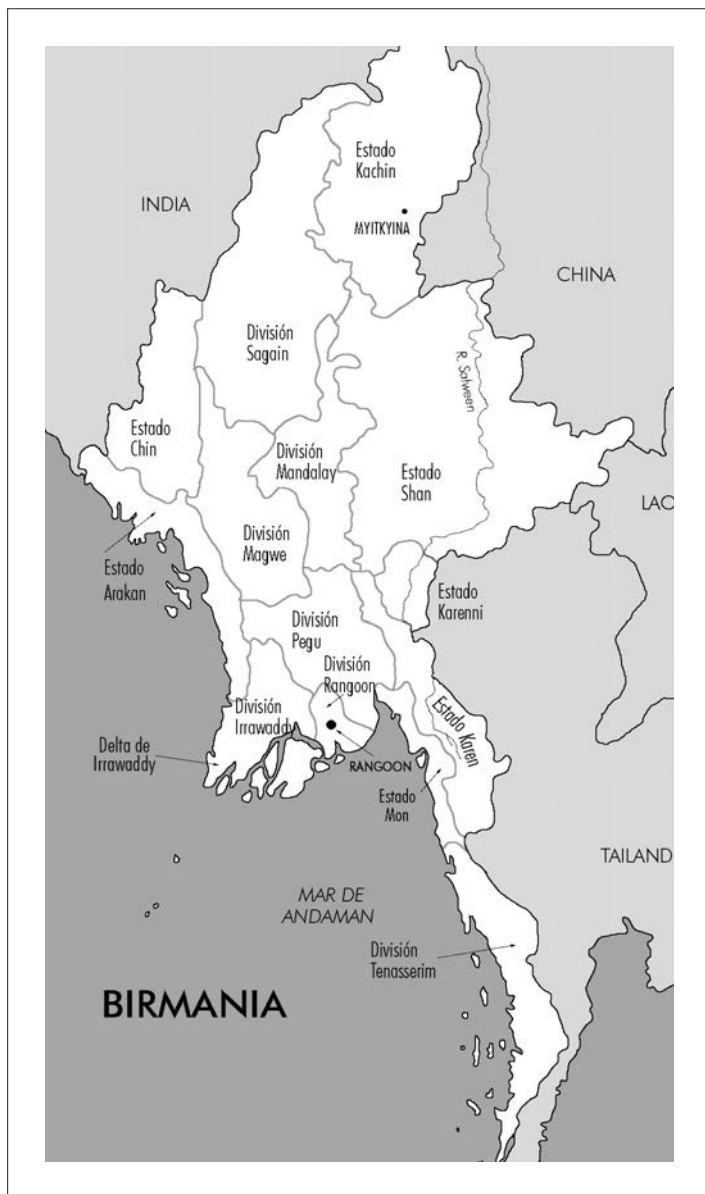 Estado
Kachin
INDIA
MYITKYINA
CHINA
División
Sagain
R. Salween
Estado
Chin
División
Mandalay
Estado
Shan
LAO
División
Magwe
Estado
Arakan
Estado
Karenni
División
Pegu
División
Rangoon
División
Irrawaddy
Estado Karen
Delta de
Irrawaddy
RANGOON
Estado
Mon
TAILAND
MAR DE
ANDAMAN
División
Tenasserim
BIRMANIA